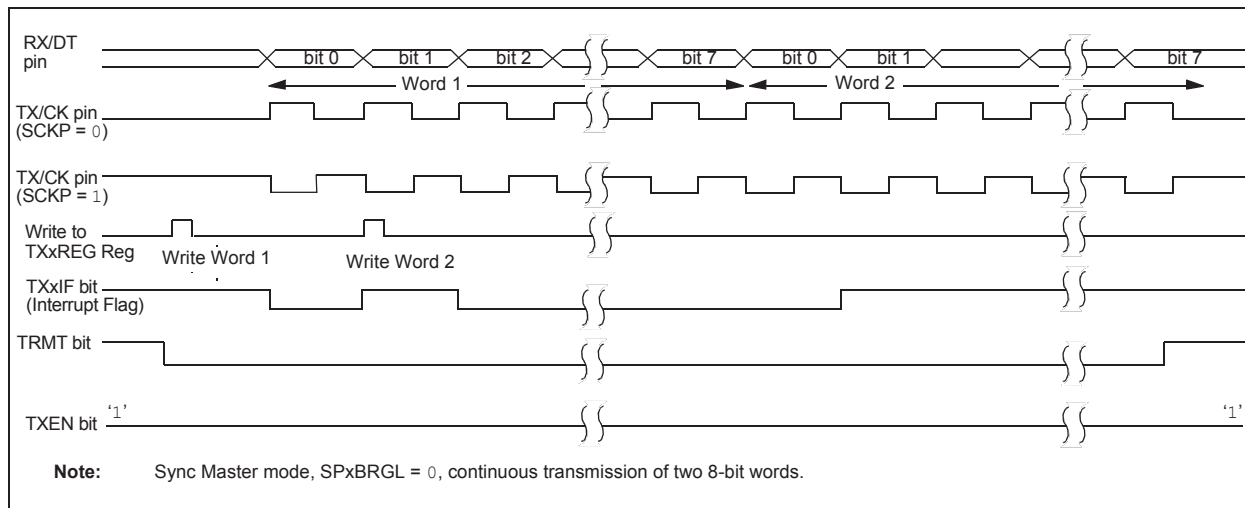 RX/DT
pin
bit 0 bit 1 bit 2 bit 7 bit 0 bit 1 bit 7
Word 1 Word 2
TX/CK pin
(SCKP = 0)
TX/CK pin
(SCKP = 1)
Write to
TXxREG Reg
Write Word 1 Write Word 2
TXxIF bit
(Interrupt Flag)
TRMT bit
TXEN bit '1' '1'
Note: Sync Master mode, SPxBRGL = 0, continuous transmission of two 8-bit words.